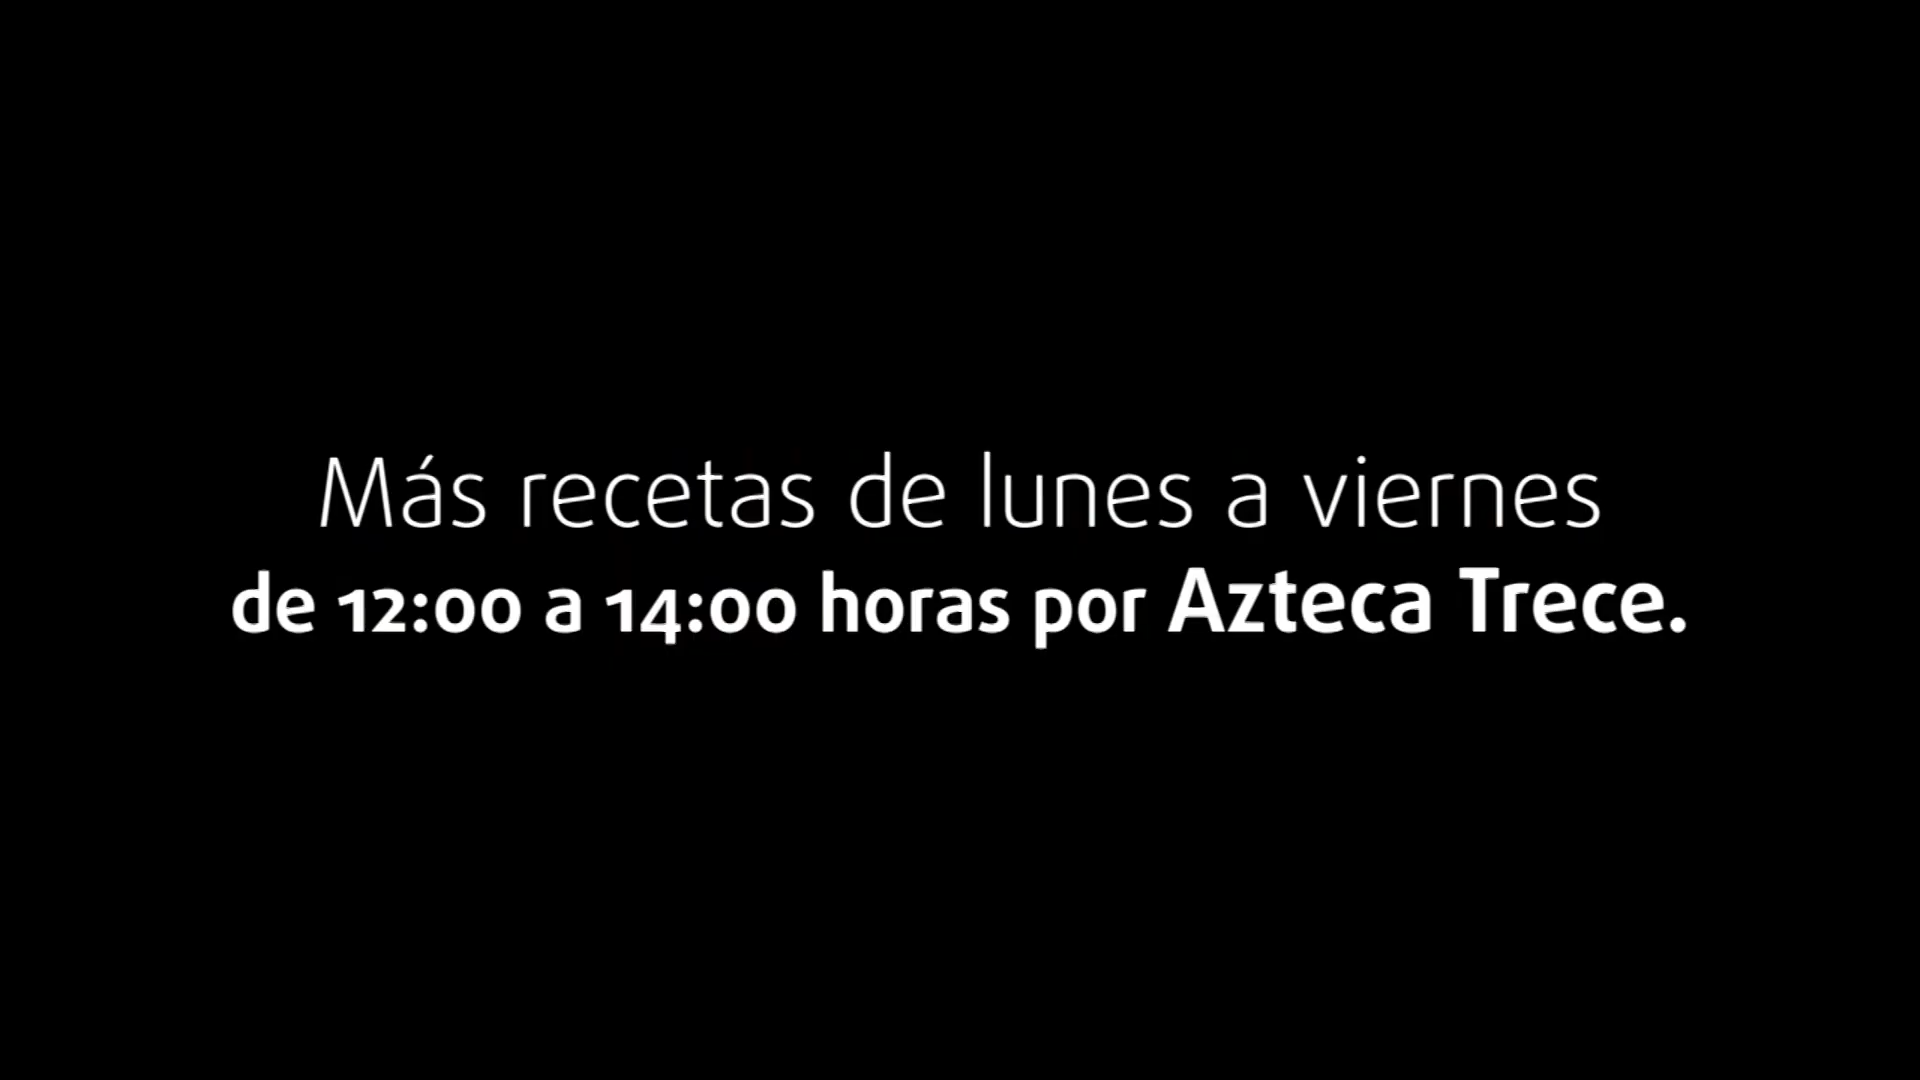 Más recetas de lunes a viernes
de 12:00 a 14:00 horas por Azteca Trece.